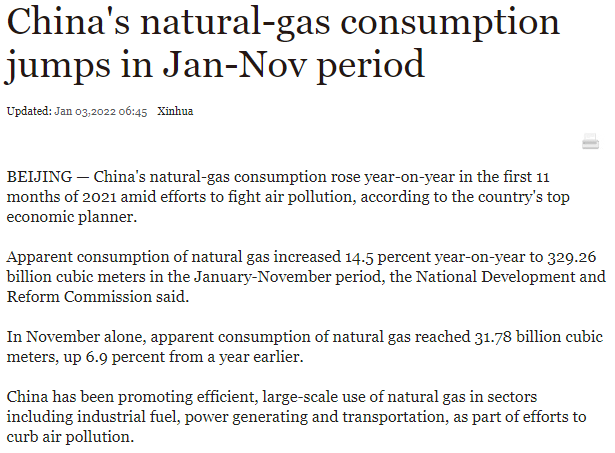 China's natural-gas consumption
jumps in Jan-Nov period
Updated: Jan 03,2022 06:45 Xinhua
BEIJING — China's natural-gas consumption rose year-on-year in the first 11
months of 2021 amid efforts to fight air pollution, according to the country's top
economic planner.
Apparent consumption of natural gas increased 14.5 percent year-on-year to 329.26
billion cubic meters in the January-November period, the National Development and
Reform Commission said.
In November alone, apparent consumption of natural gas reached 31.78 billion cubic
meters, up 6.9 percent from a year earlier.
China has been promoting efficient, large-scale use of natural gas in sectors
including industrial fuel, power generating and transportation, as part of efforts to
curb air pollution.